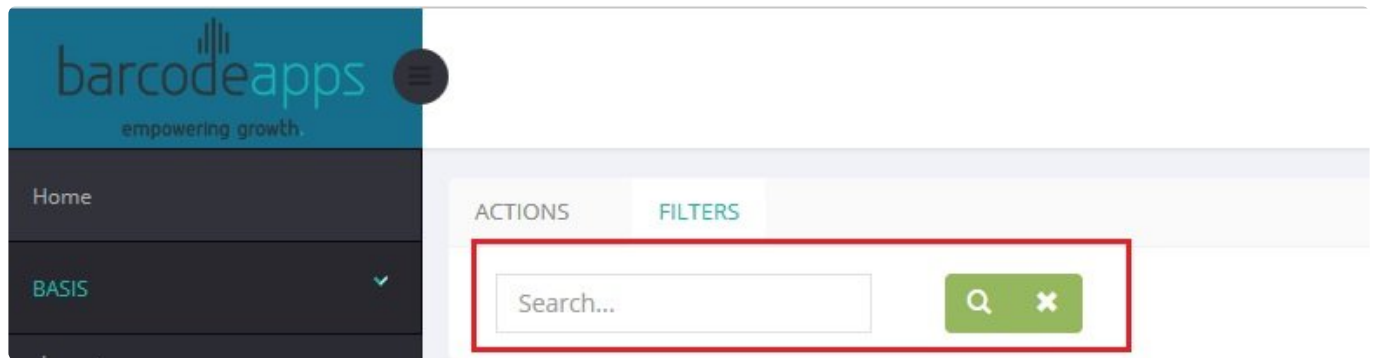 barcodeapps
empowering growth.
Home
ACTIONS FILTERS
BASIS
Search...